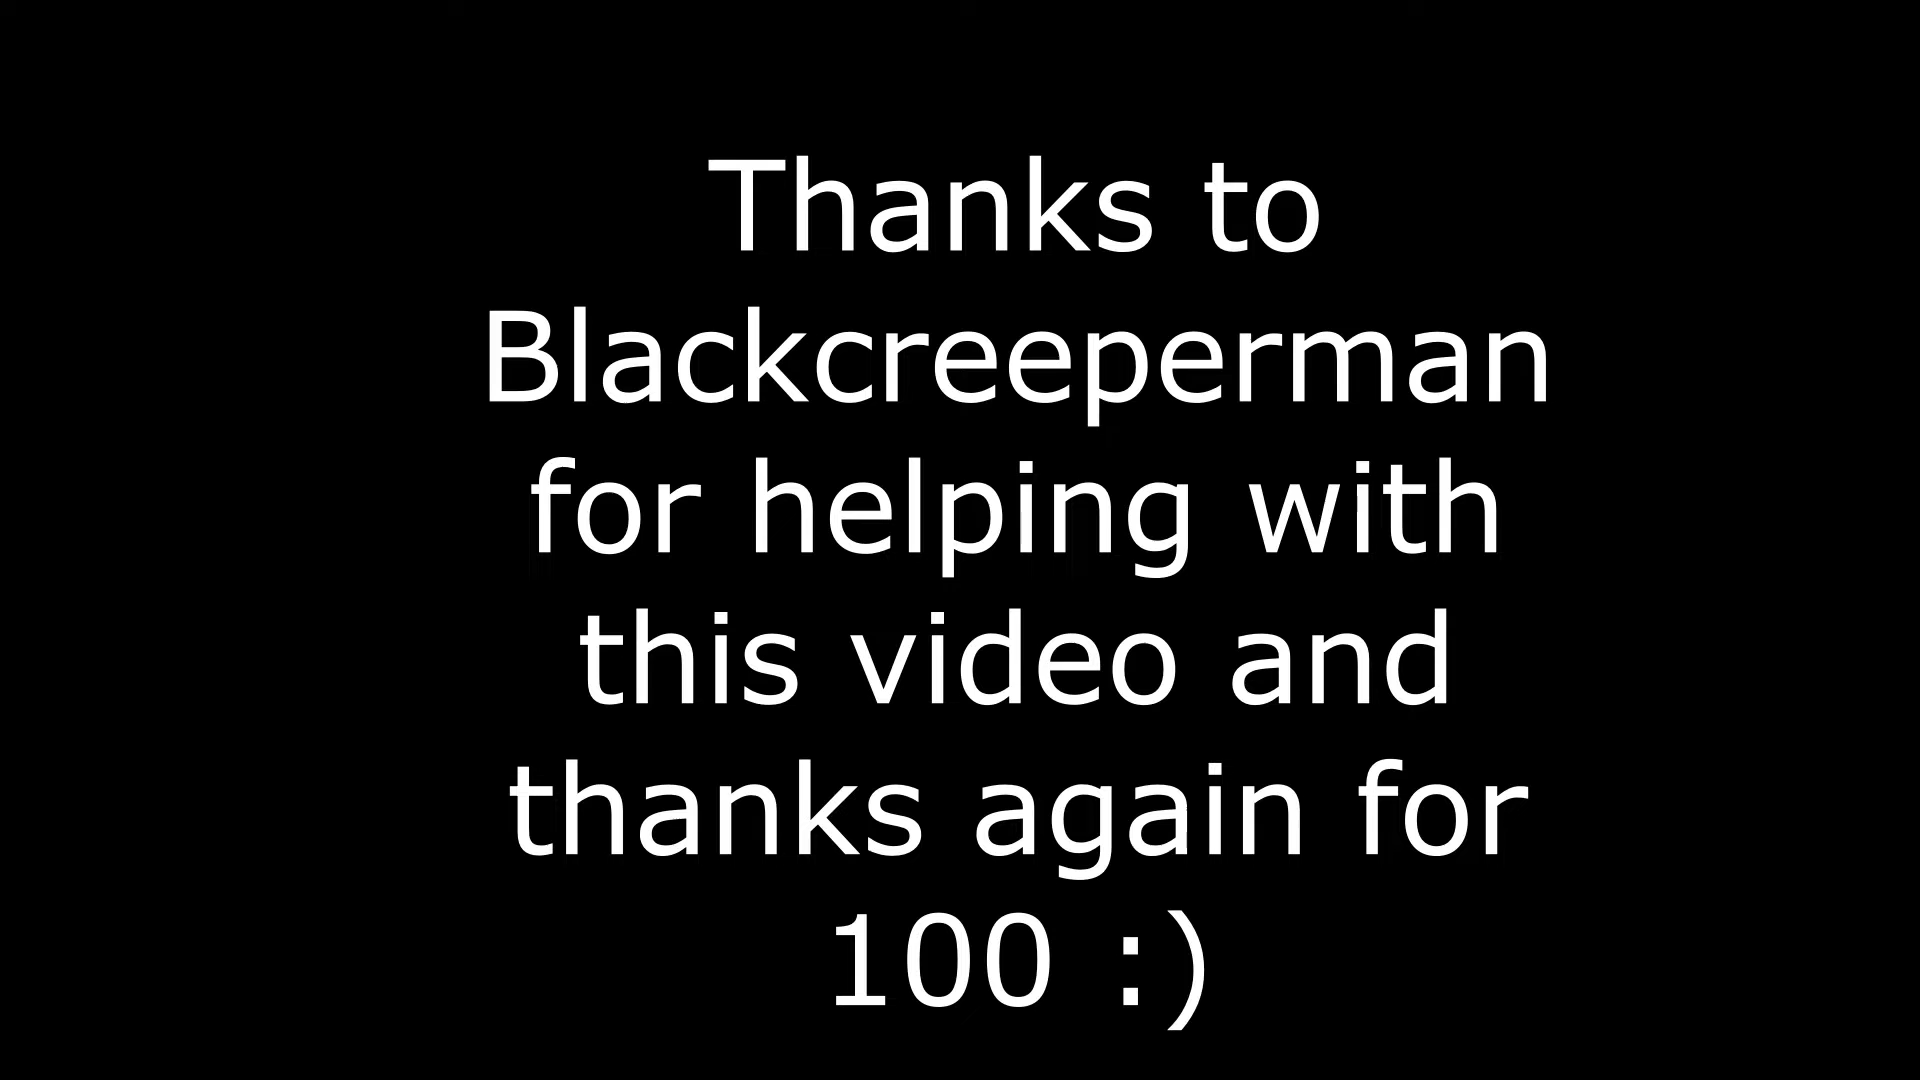 Thanks to
Blackcreeperman
for helping with
this video and
thanks again for
100 :)